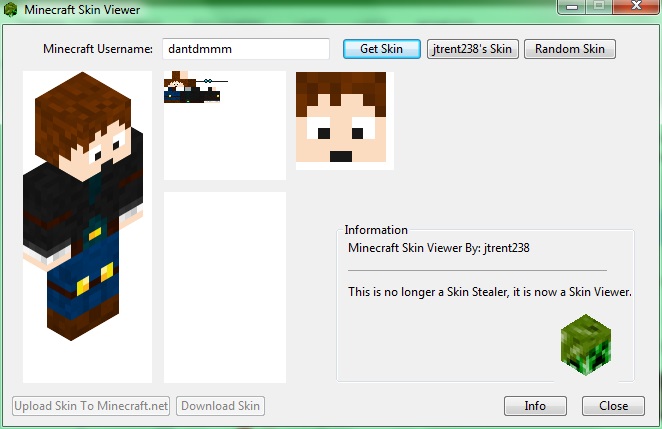 Minecraft Skin Viewer
Minecraft Username: dantdmmm Get Skin jtrent238's Skin Random Skin
Information
Minecraft Skin Viewer By: jtrent238
This is no longer a Skin Stealer, it is now a Skin Viewer.
Upload Skin To Minecraft.net Download Skin Info Close